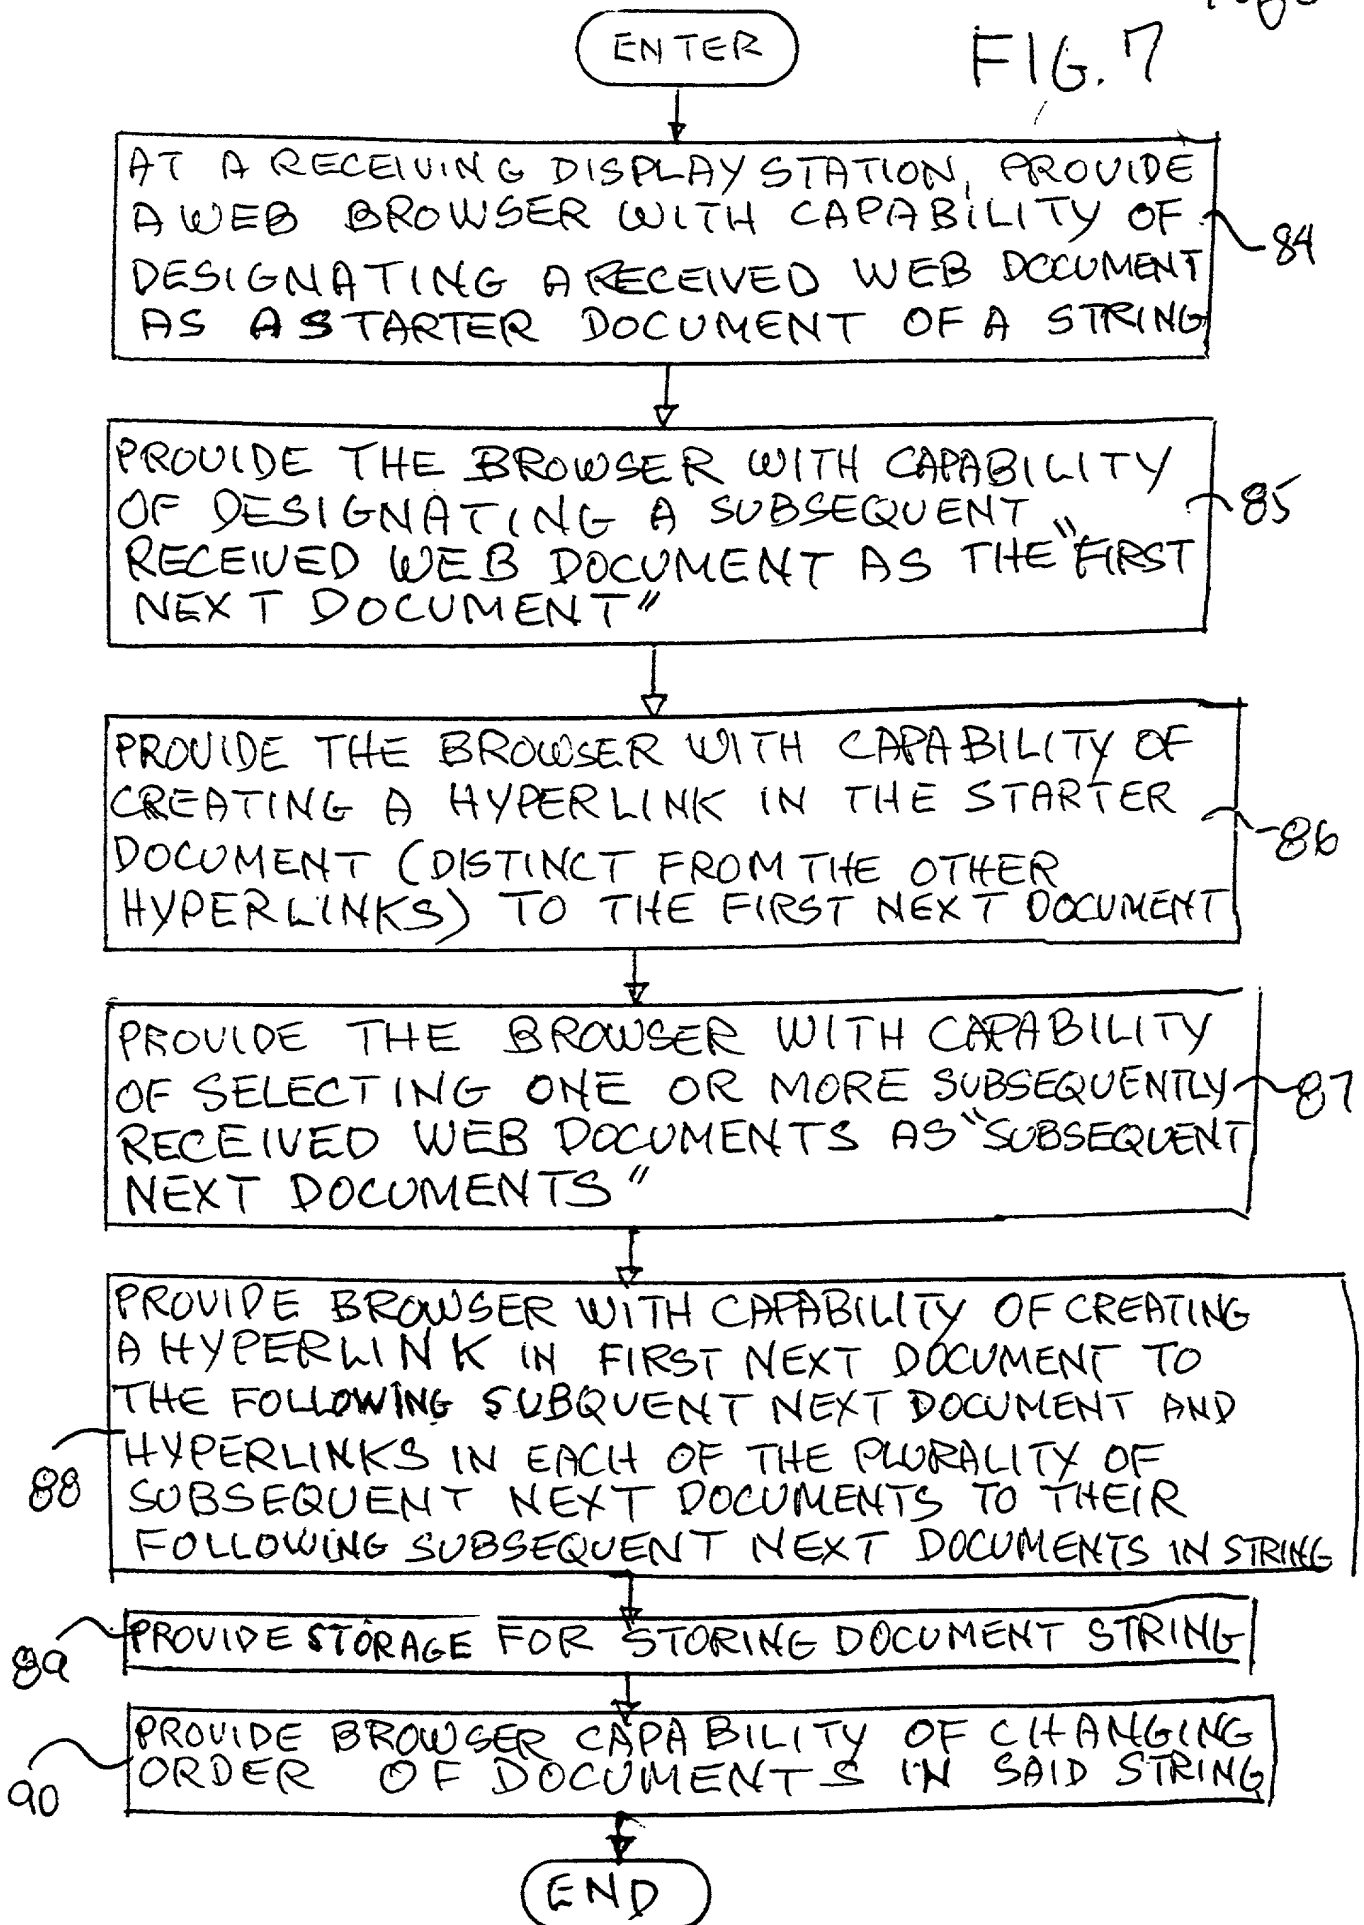 ENTER
FIG. 7
AT A RECEIVING DISPLAY STATION, PROVIDE
A WEB BROWSER WITH CAPABILITY OF
DESIGNATING A RECEIVED WEB DOCUMENT
AS A STARTER DOCUMENT OF A STRING
84
PROVIDE THE BROWSER WITH CAPABILITY
OF DESIGNATING A SUBSEQUENT
RECEIVED WEB DOCUMENT AS THE "FIRST
NEXT DOCUMENT"
85
PROVIDE THE BROWSER WITH CAPABILITY OF
CREATING A HYPERLINK IN THE STARTER
DOCUMENT (DISTINCT FROM THE OTHER
HYPERLINKS) TO THE FIRST NEXT DOCUMENT
86
PROVIDE THE BROWSER WITH CAPABILITY
OF SELECTING ONE OR MORE SUBSEQUENTLY
RECEIVED WEB DOCUMENTS AS "SUBSEQUENT
NEXT DOCUMENTS"
87
PROVIDE BROWSER WITH CAPABILITY OF CREATING
A HYPERLINK IN FIRST NEXT DOCUMENT TO
THE FOLLOWING SUBQUENT NEXT DOCUMENT AND
HYPERLINKS IN EACH OF THE PLURALITY OF
SUBSEQUENT NEXT DOCUMENTS TO THEIR
FOLLOWING SUBSEQUENT NEXT DOCUMENTS IN STRING
88
PROVIDE STORAGE FOR STORING DOCUMENT STRING
89
PROVIDE BROWSER CAPABILITY OF CHANGING
ORDER OF DOCUMENTS IN SAID STRING
90
END